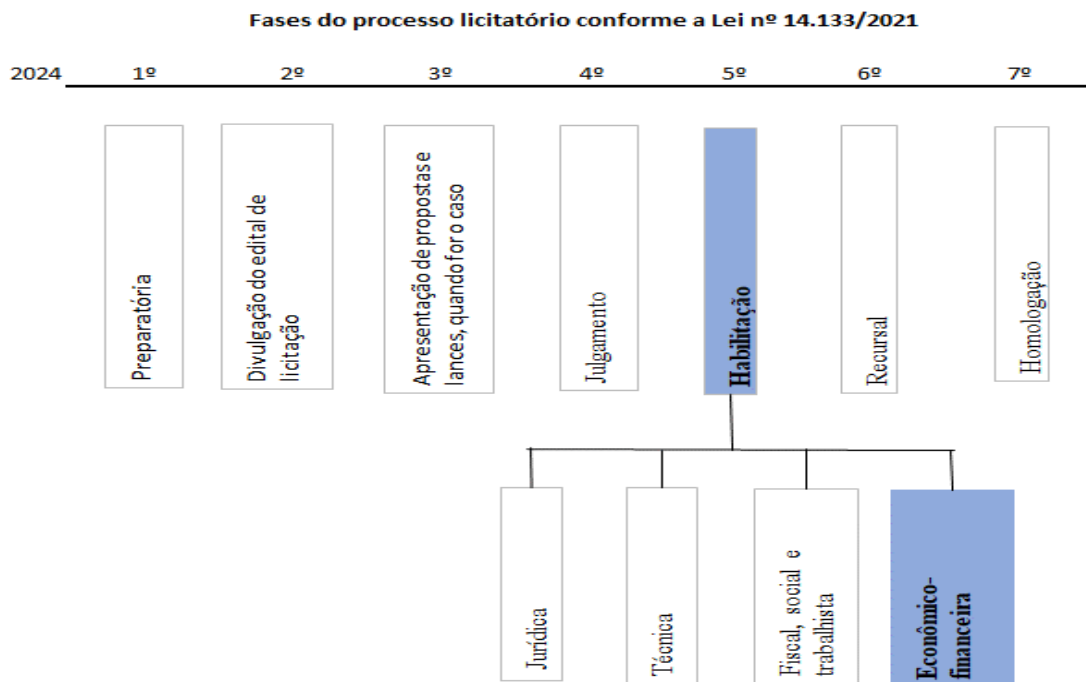 Fases do processo licitatório conforme a Lei nº 14.133/2021
2024 1º 2º 3º 4º 5º 6º 7º
Preparatória
Divulgação do edital de
licitação
Apresentação de propostas e
lances, quando for o caso
Julgamento
Habilitação
Recursal
Homologação
Jurídica
Técnica
Fiscal, social e
trabalhista
Econômico-
financeira